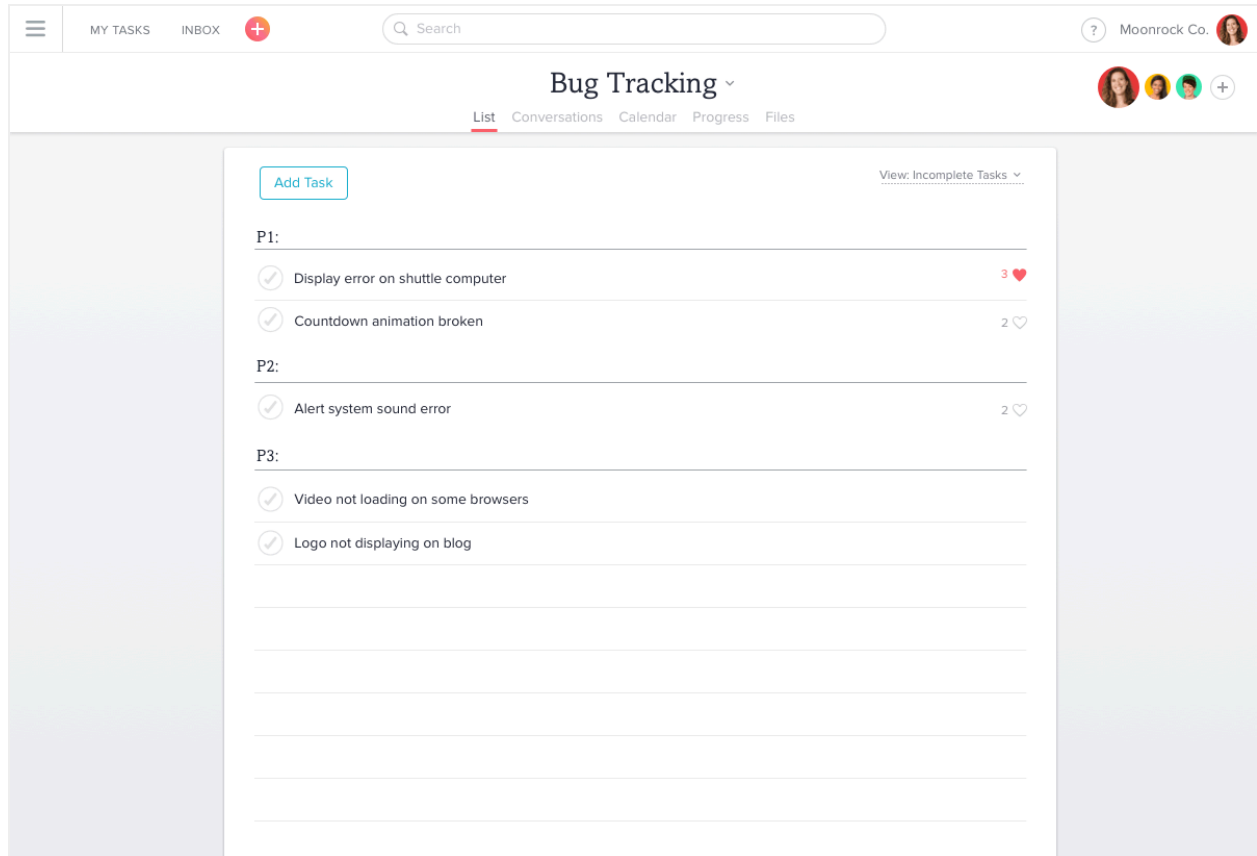 MY TASKS INBOX + Search ? Moonrock Co.
Bug Tracking
+
List Conversations Calendar Progress Files
Add Task View: Incomplete Tasks
P1:
Display error on shuttle computer 3
Countdown animation broken 2
P2:
Alert system sound error 2
P3:
Video not loading on some browsers
Logo not displaying on blog